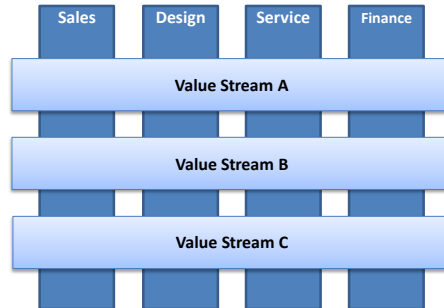 Sales Design Service Finance
Value Stream A
Value Stream B
Value Stream C